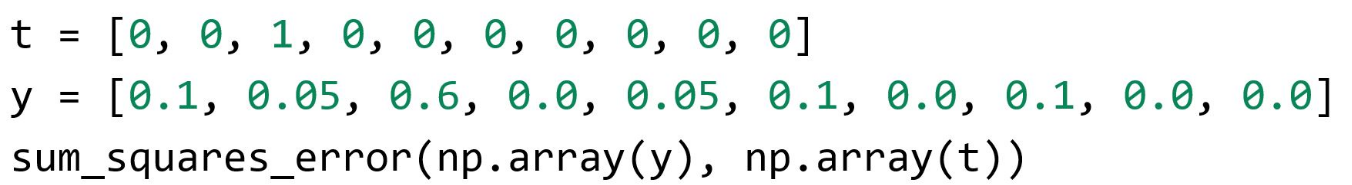 t = [0, 0, 1, 0, 0, 0, 0, 0, 0, 0]
y = [0.1, 0.05, 0.6, 0.0, 0.05, 0.1, 0.0, 0.1, 0.0, 0.0]
sum_squares_error(np.array(y), np.array(t))